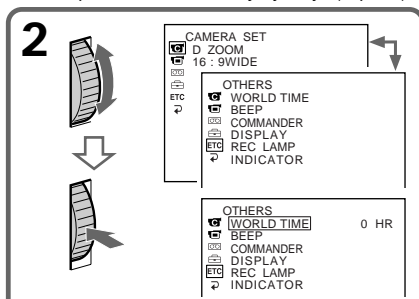 2
CAMERA SET
D ZOOM
16 : 9WIDE
ETC
OTHERS
WORLD TIME
BEEP
COMMANDER
DISPLAY
ETC REC LAMP
INDICATOR
OTHERS
WORLD TIME 0 HR
BEEP
COMMANDER
DISPLAY
ETC REC LAMP
INDICATOR